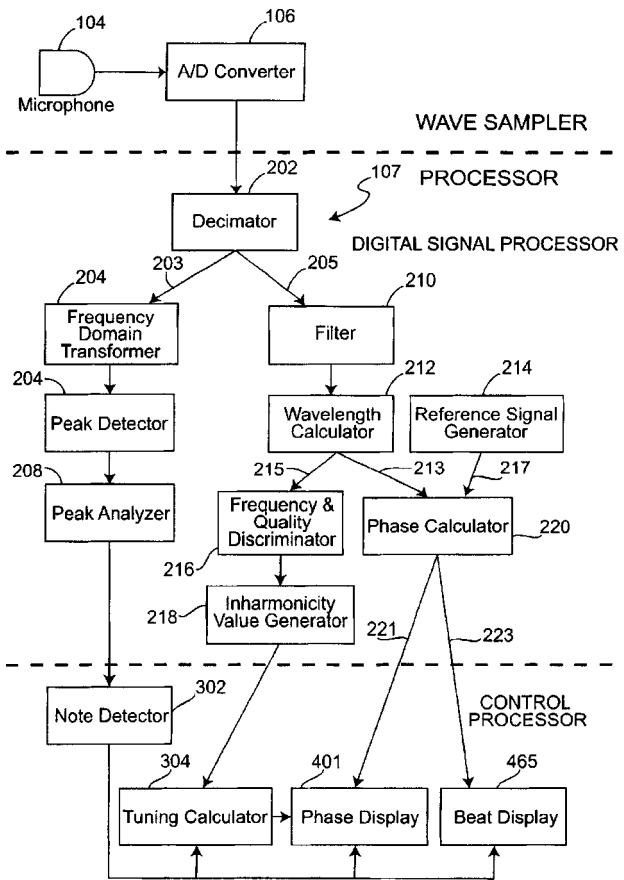 104
106
A/D Converter
Microphone
WAVE SAMPLER
202
107
PROCESSOR
Decimator
DIGITAL SIGNAL PROCESSOR
203
205
204
210
Frequency
Domain
Transformer
Filter
204
212
214
Peak Detector
Wavelength
Calculator
Reference Signal
Generator
208
215
213
217
Peak Analyzer
Frequency &
Quality
Discriminator
Phase Calculator
216
220
218
Inharmonicity
Value Generator
221
223
302
Note Detector
CONTROL
PROCESSOR
304
401
465
Tuning Calculator
Phase Display
Beat Display